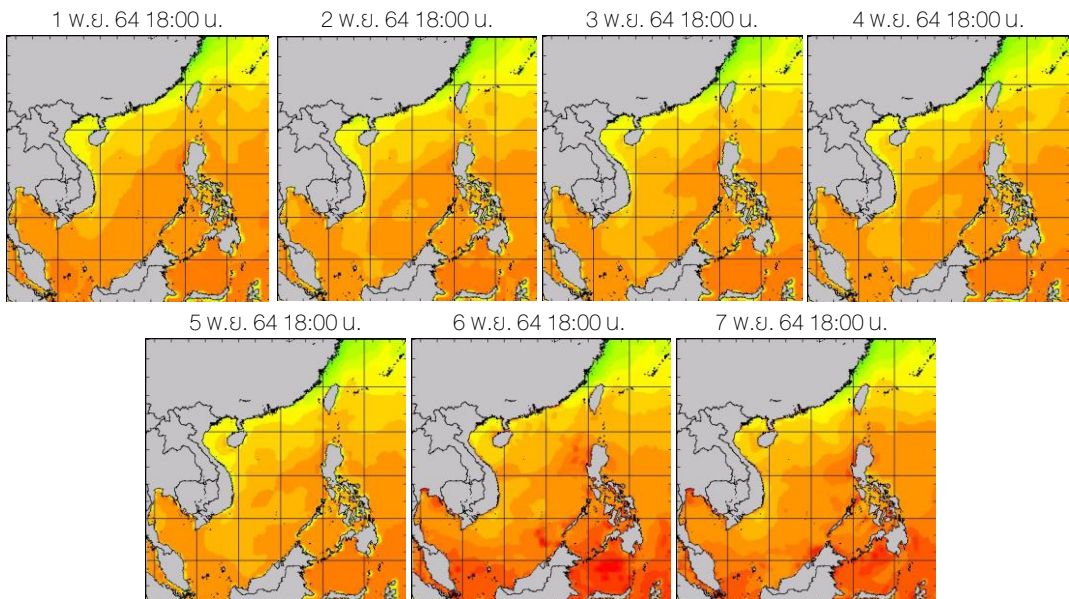 1 พ.ย. 64 18:00 น.
2 พ.ย. 64 18:00 น.
3 พ.ย. 64 18:00 น.
4 พ.ย. 64 18:00 น.
5 พ.ย. 64 18:00 น.
6 พ.ย. 64 18:00 น.
7 พ.ย. 64 18:00 น.